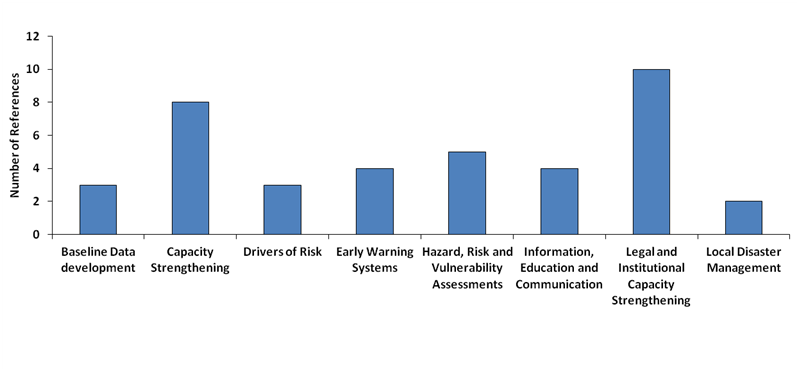 Number of References
12
10
8
6
4
2
0
Baseline Data
development
Capacity
Strengthening
Drivers of Risk
Early Warning
Systems
Hazard, Risk and
Vulnerability
Assessments
Information,
Education and
Communication
Legal and
Institutional
Capacity
Strengthening
Local Disaster
Management